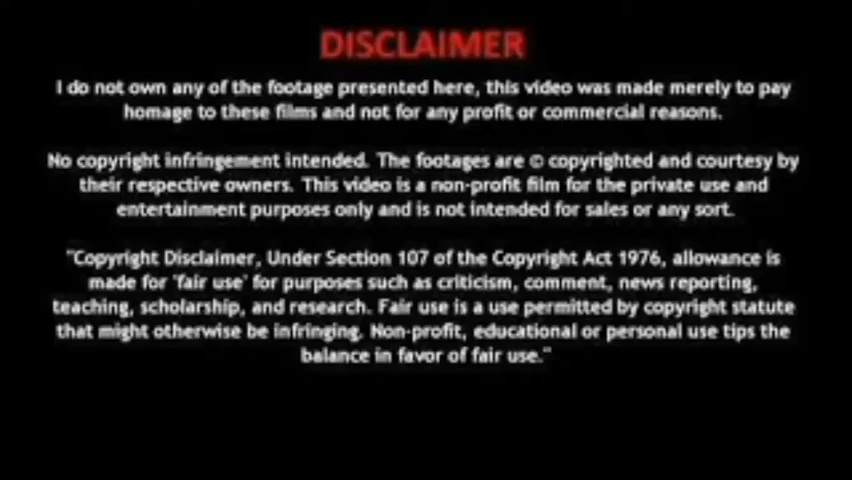 DISCLAIMER
I do not own any of the footage presented here, this video was made merely to pay
homage to these films and not for any profit or commercial reasons.
No copyright infringement intended. The footages are © copyrighted and courtesy by
their respective owners. This video is a non-profit film for the private use and
entertainment purposes only and is not intended for sales or any sort.
"Copyright Disclaimer, Under Section 107 of the Copyright Act 1976, allowance is
made for 'fair use' for purposes such as criticism, comment, news reporting,
teaching, scholarship, and research. Fair use is a use permitted by copyright statute
that might otherwise be infringing. Non-profit, educational or personal use tips the
balance in favor of fair use."